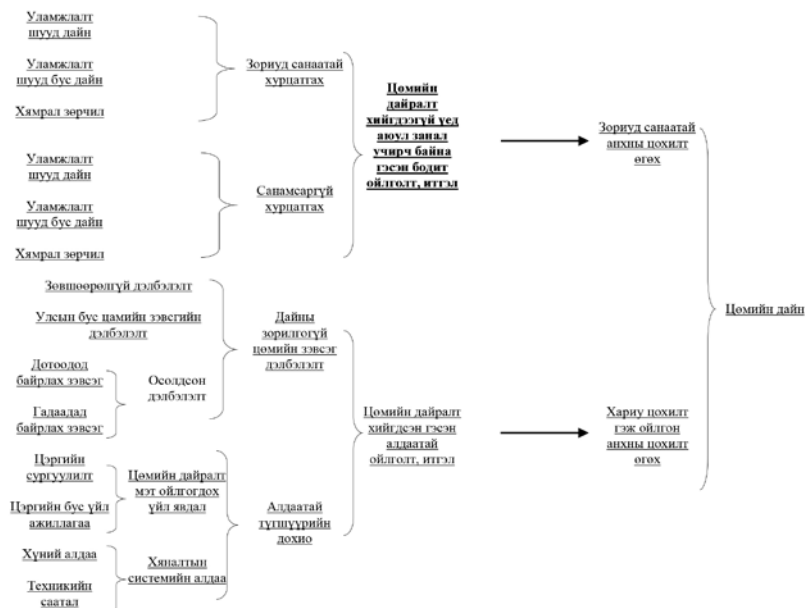 Уламжлалт
шууд дайн
Уламжлалт
шууд бус дайн
Хямрал зөрчил
Зориуд санаатай
хурцатгах
Уламжлалт
шууд дайн
Уламжлалт
шууд бус дайн
Хямрал зөрчил
Санамсаргүй
хурцатгах
Цөмийн
дайралт
хийгдээгүй үед
аюул занал
учирч байна
гэсэн бодит
ойлголт, итгэл
Зориуд санаатай
анхны цохилт
өгөх
Зөвшөөрөлгүй дэлбэлэлт
Улсын бус цамийн зэвсгийн
дэлбэлэлт
Дотоодод
байрлах зэвсэг
Гадаадад
байрлах зэвсэг
Осолдсон
дэлбэлэлт
Дайны
зорилгогүй
цөмийн зэвсэг
дэлбэлэлт
Цэргийн
сургуулилт
Цэргийн бус үйл
ажиллагаа
Цөмийн дайралт
мэт ойлгогдох
үйл явдал
Хүний алдаа
Техникийн
саатал
Хяналтын
системийн алдаа
Алдаатай
түгшүүрийн
дохио
Цөмийн дайралт
хийгдсэн гэсэн
алдаатай
ойлголт, итгэл
Хариу цохилт
гэж ойлгон
анхны цохилт
өгөх
Цөмийн дайн